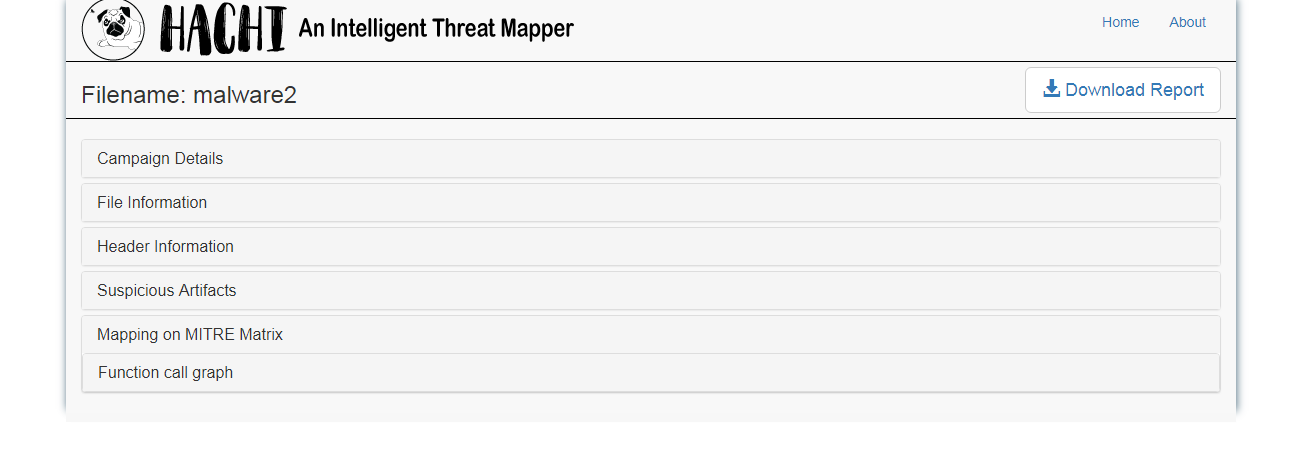 HACHI An Intelligent Threat Mapper
Home About
Filename: malware2
Download Report
Campaign Details
File Information
Header Information
Suspicious Artifacts
Mapping on MITRE Matrix
Function call graph